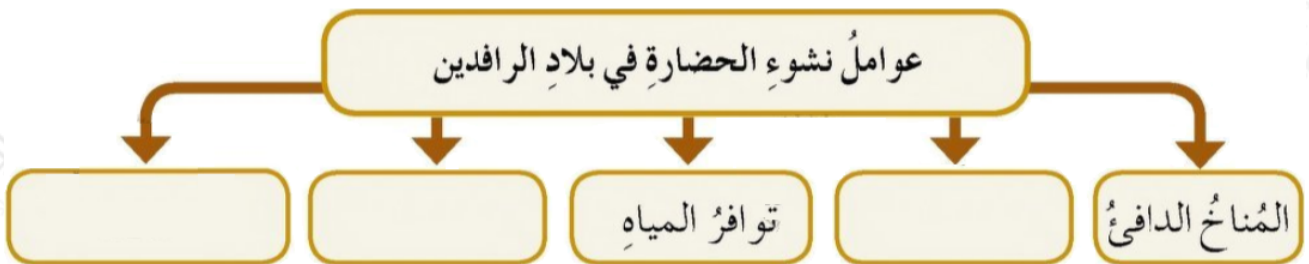 عواملُ نشوءِ الحضارةِ في بلادِ الرافدين
المُناخُ الدافئُ
توافرُ المياهِ